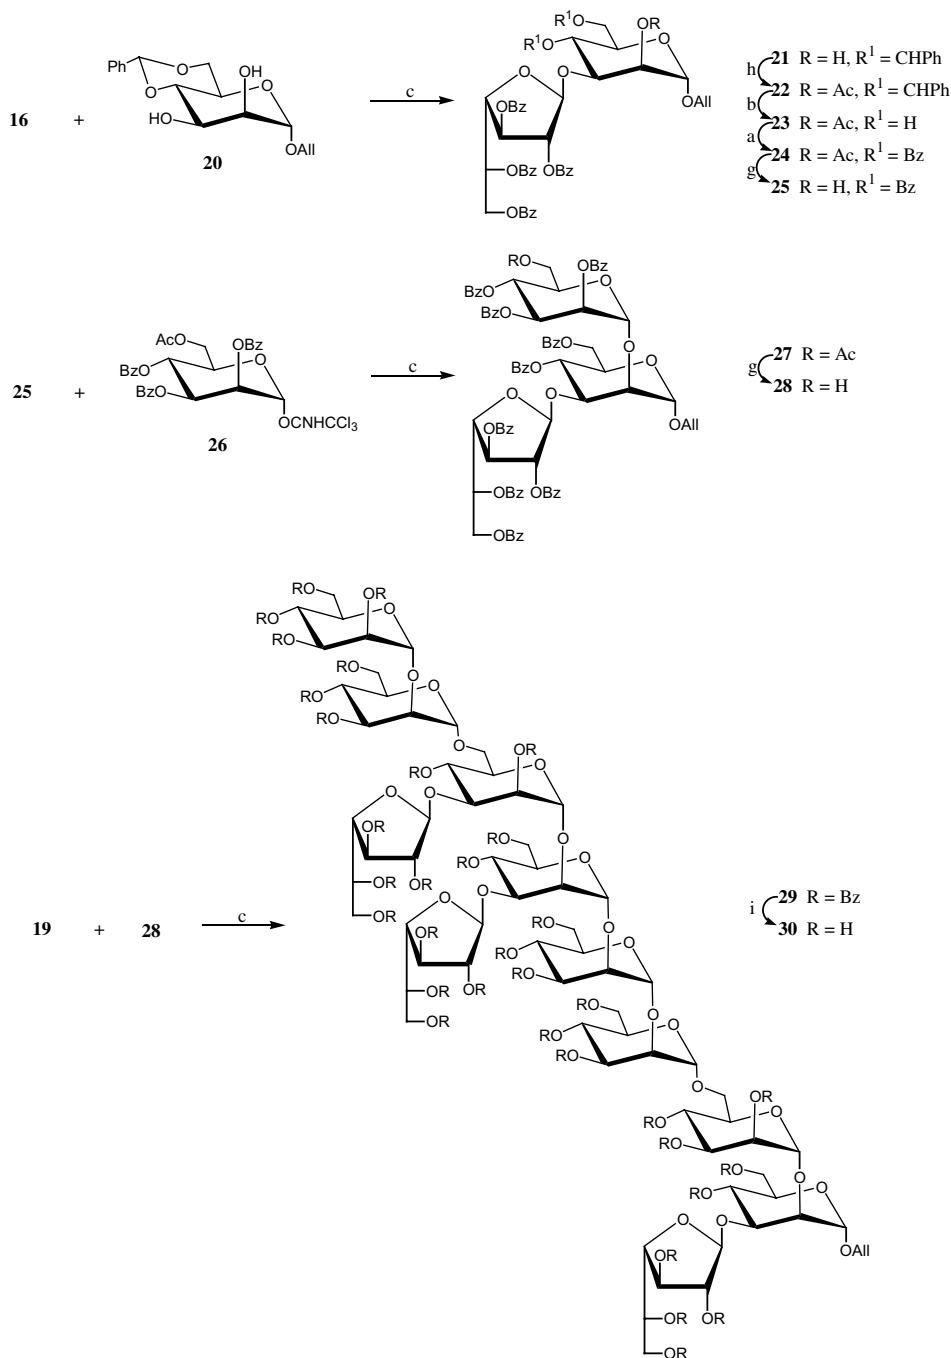 Ph
O
O
OH
O
HO
OAll
16 + 20
c
R¹O
OR
R¹O
O
O
O
OAll
OBz
OBz
OBz
OBz
h
21 R = H, R¹ = CHPh
b
22 R = Ac, R¹ = CHPh
a
23 R = Ac, R¹ = H
g
24 R = Ac, R¹ = Bz
25 R = H, R¹ = Bz
AcO
OBz
O
BzO
BzO
OCNHCCl₃
25 + 26
c
RO
OBz
O
BzO
BzO
O
BzO
O
BzO
O
O
OAll
OBz
OBz
OBz
OBz
g
27 R = Ac
28 R = H
RO
OR
O
RO
RO
O
RO
O
RO
RO
O
OR
O
RO
O
O
O
OR
RO
O
RO
OR
OR
O
O
OR
O
OR
RO
O
RO
OR
RO
OR
OR
O
OR
RO
O
RO
RO
O
O
OR
RO
O
RO
RO
O
RO
O
RO
O
O
OAll
OR
OR
OR
OR
19 + 28
c
i
29 R = Bz
30 R = H